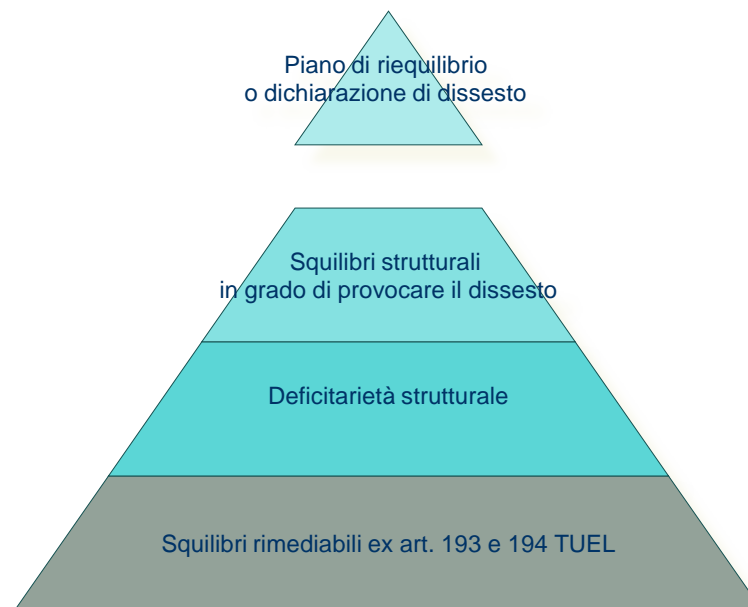 Piano di riequilibrio
o dichiarazione di dissesto
Squilibri strutturali
in grado di provocare il dissesto
Deficitarietà strutturale
Squilibri rimediabili ex art. 193 e 194 TUEL